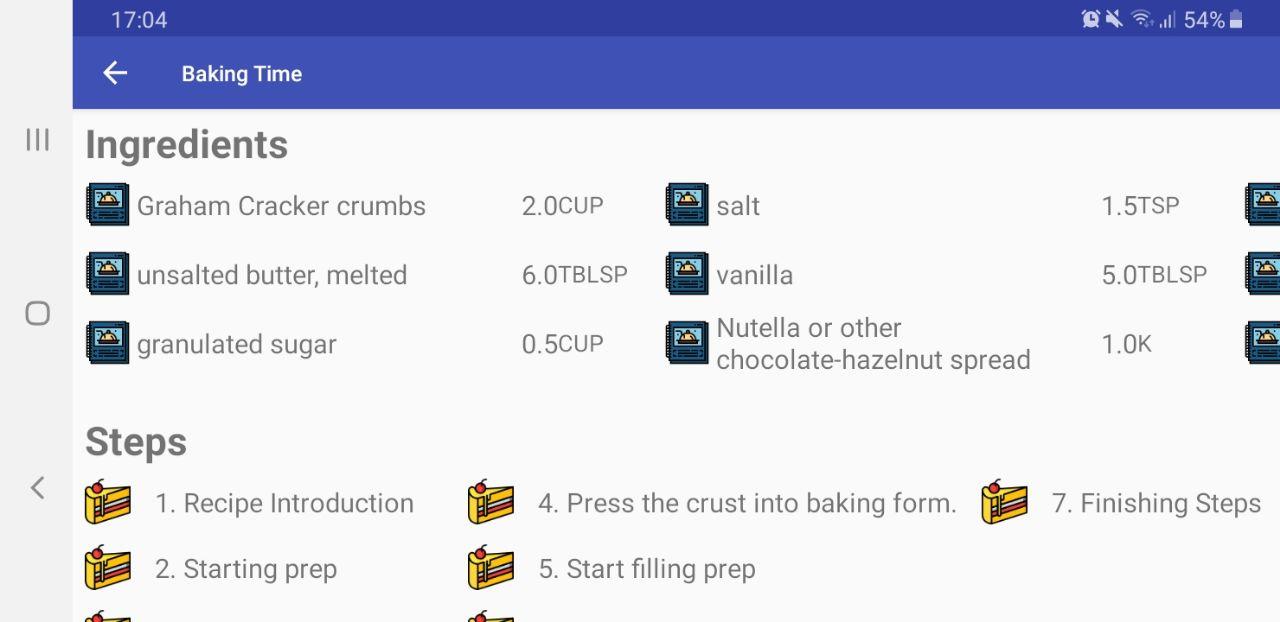 17:04
54%
Baking Time
Ingredients
Graham Cracker crumbs 2.0CUP salt 1.5TSP
unsalted butter, melted 6.0TBLSP vanilla 5.0TBLSP
granulated sugar 0.5CUP Nutella or other
chocolate-hazelnut spread 1.0K
Steps
1. Recipe Introduction 4. Press the crust into baking form. 7. Finishing Steps
2. Starting prep 5. Start filling prep